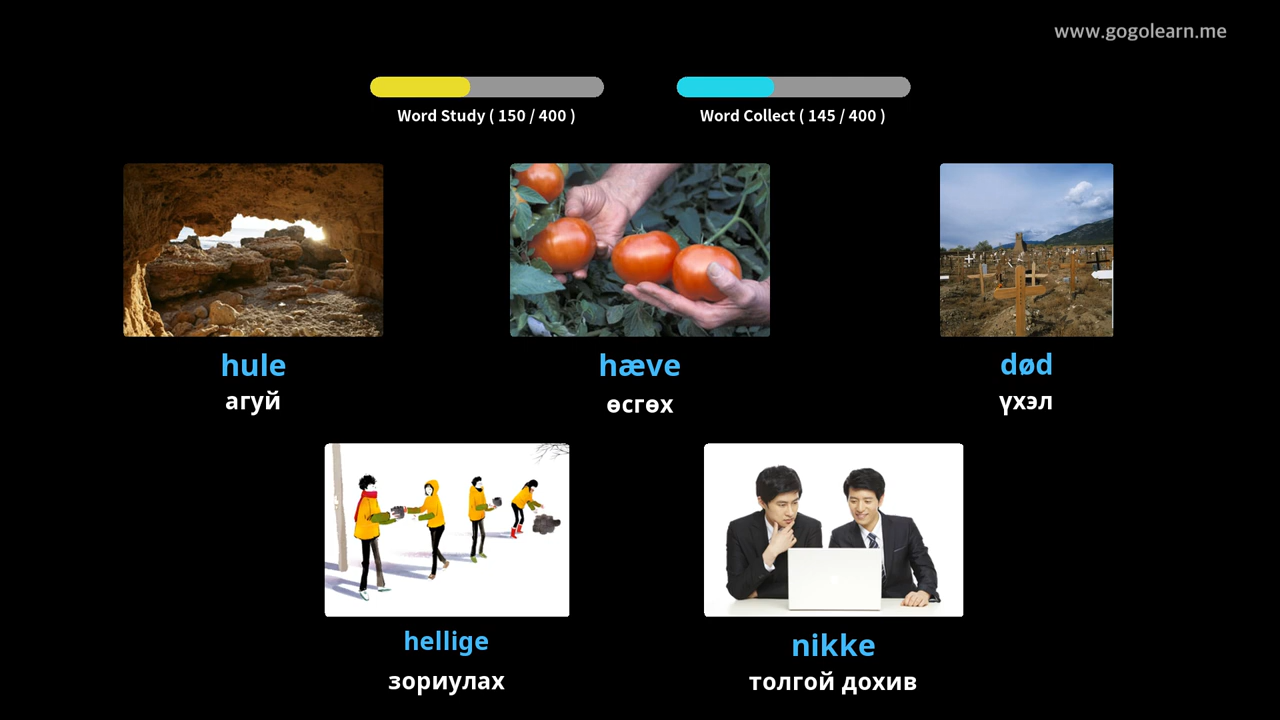 www.gogolearn.me
Word Study ( 150 / 400 )
Word Collect ( 145 / 400 )
hule
агуй
hæve
өсгөх
død
үхэл
hellige
зориулах
nikke
толгой дохив